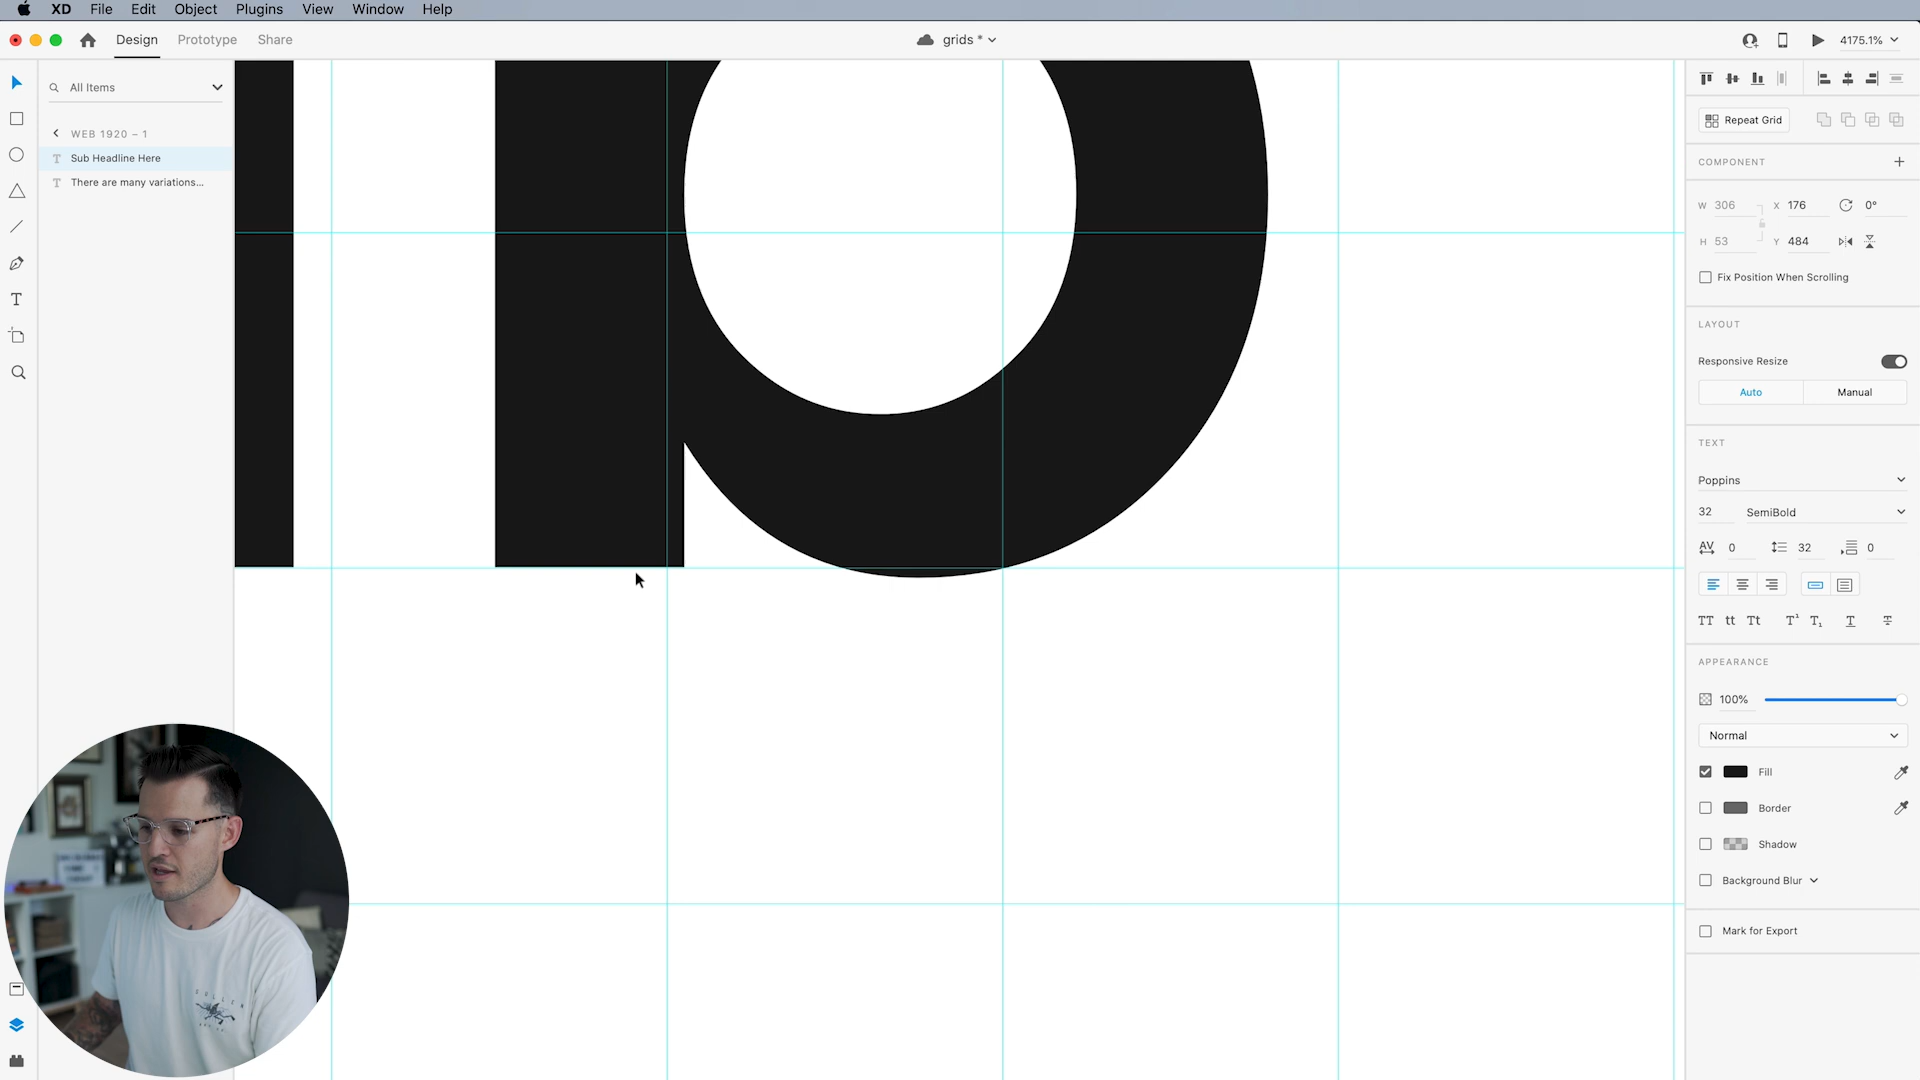 XD File Edit Object Plugins View Window Help
Design Prototype Share
grids *
4175.1%
All Items
WEB 1920 – 1
T Sub Headline Here
T There are many variations...
Repeat Grid
COMPONENT
W 306 X 176 0°
H 53 Y 484
Fix Position When Scrolling
LAYOUT
Responsive Resize
Auto Manual
TEXT
Poppins
32 SemiBold
AV 0 32 0
TT tt Tt T¹ T₁ T T
APPEARANCE
100%
Normal
Fill
Border
Shadow
Background Blur
Mark for Export